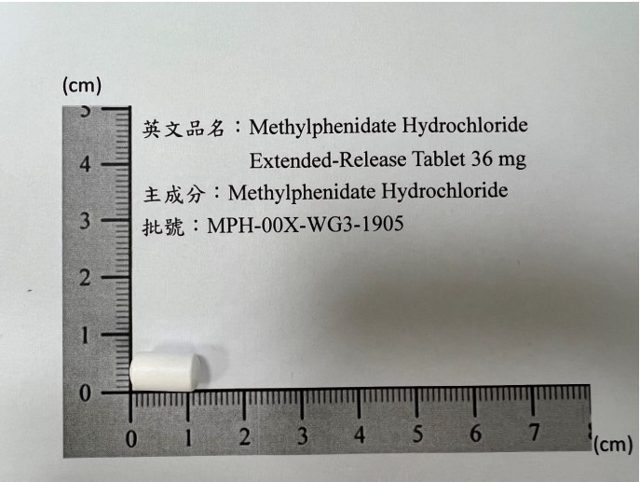 (cm)
英文品名：Methylphenidate Hydrochloride
Extended-Release Tablet 36 mg
主成分：Methylphenidate Hydrochloride
批號：MPH-00X-WG3-1905
5
4
3
2
1
0
0 1 2 3 4 5 6 7
(cm)